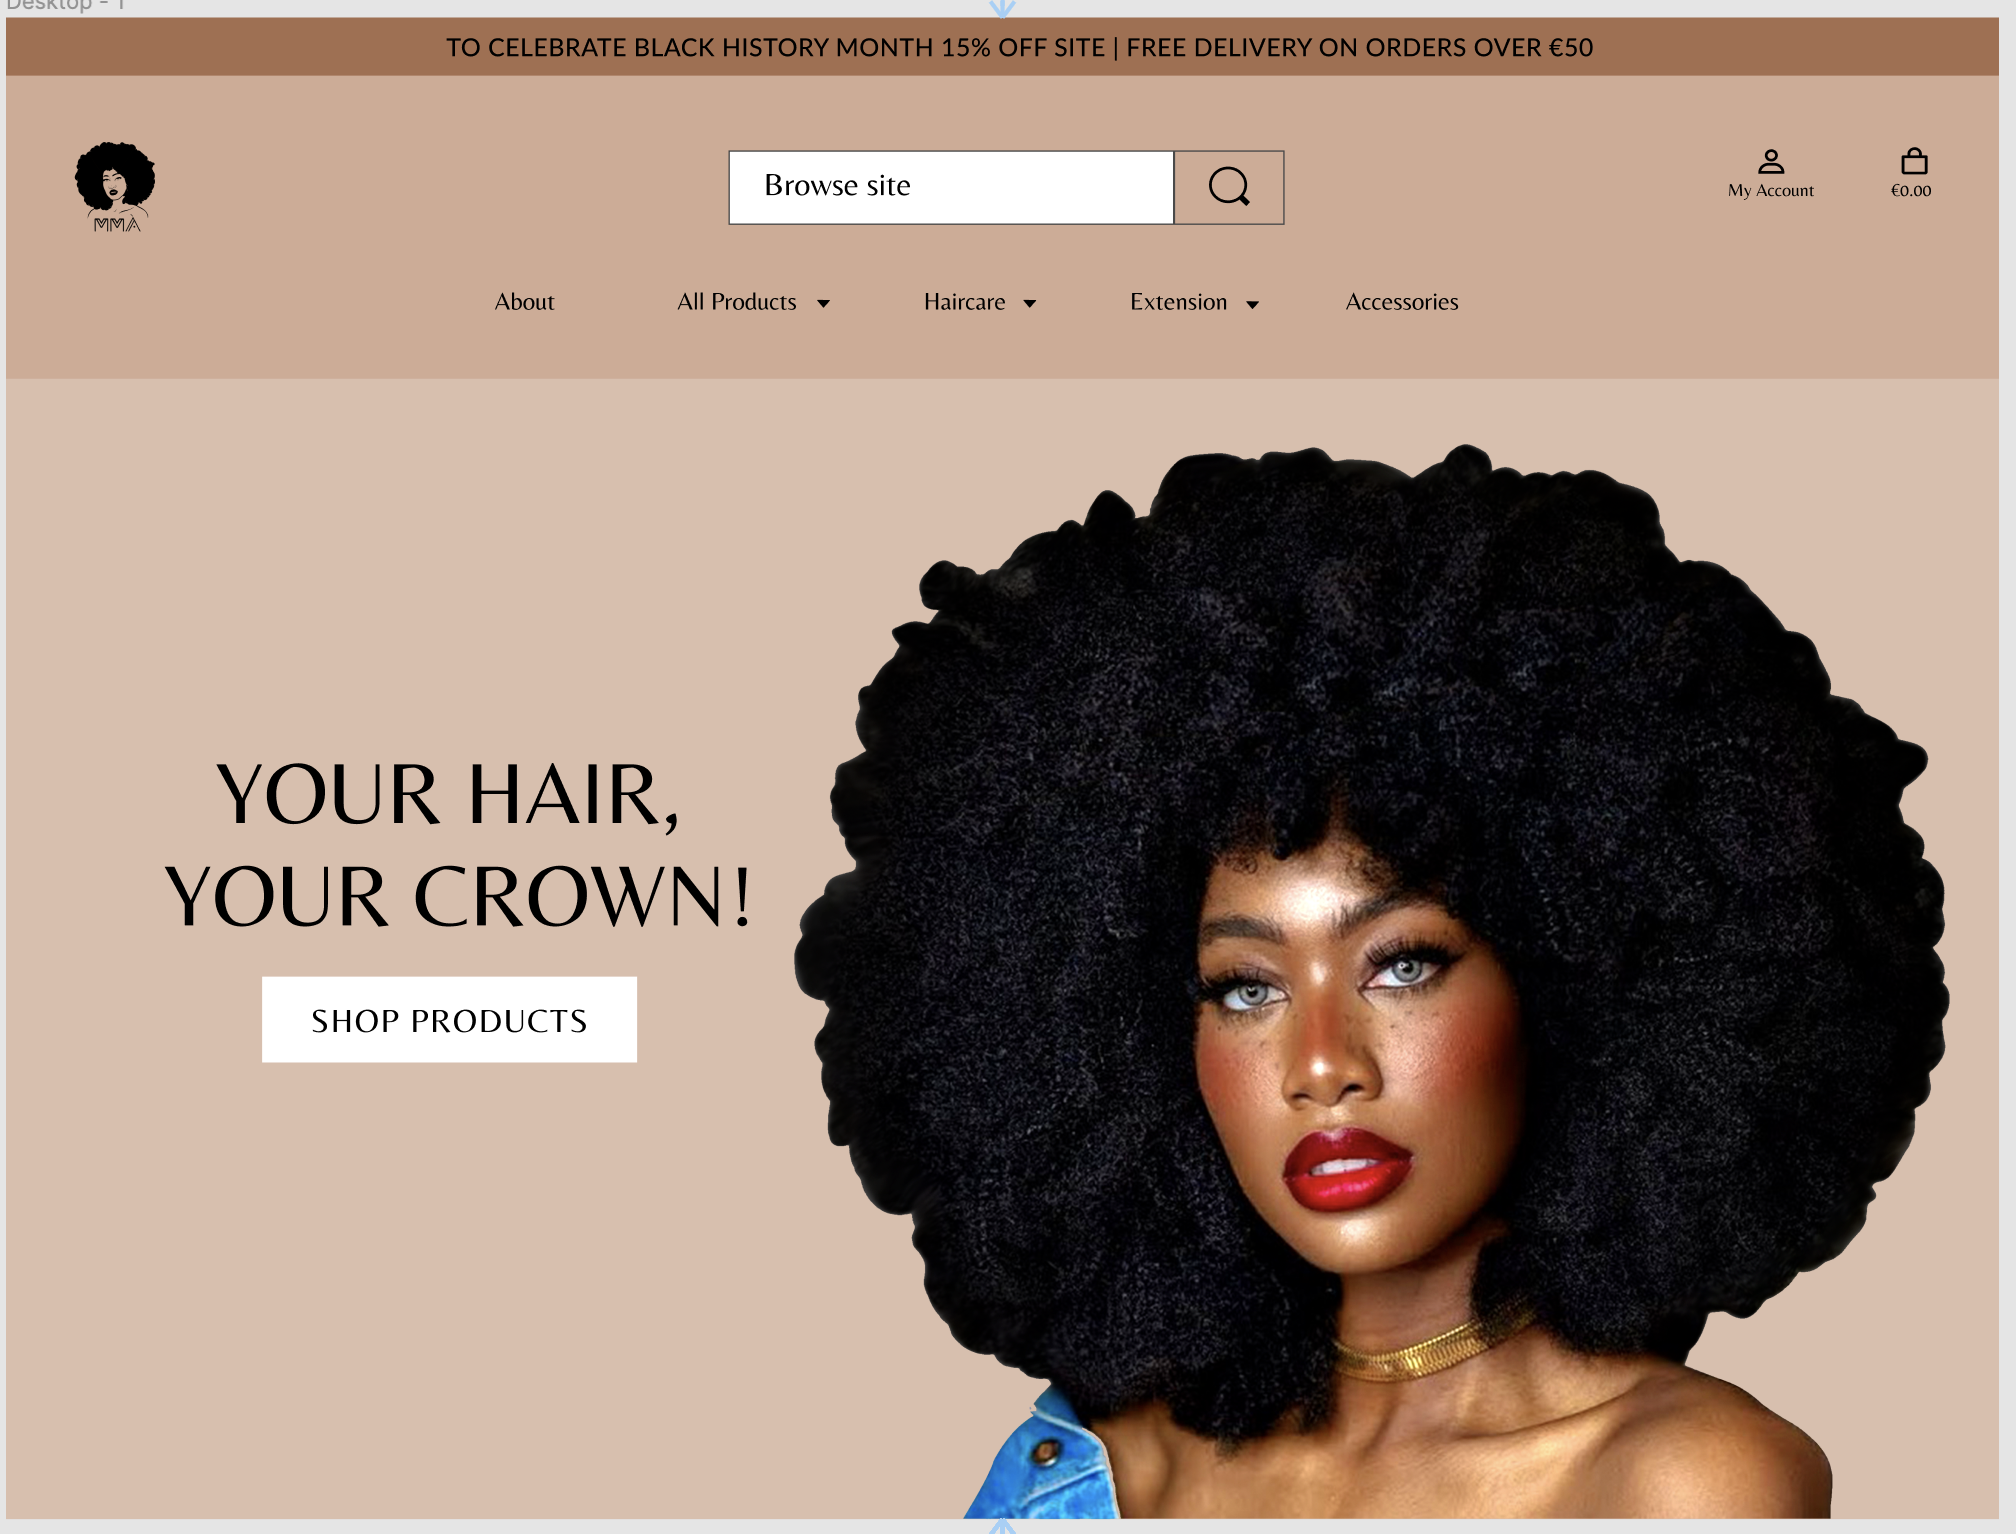 Desktop - 1
TO CELEBRATE BLACK HISTORY MONTH 15% OFF SITE | FREE DELIVERY ON ORDERS OVER €50
MMA
Browse site
My Account
€0.00
About
All Products
Haircare
Extension
Accessories
YOUR HAIR,
YOUR CROWN!
SHOP PRODUCTS